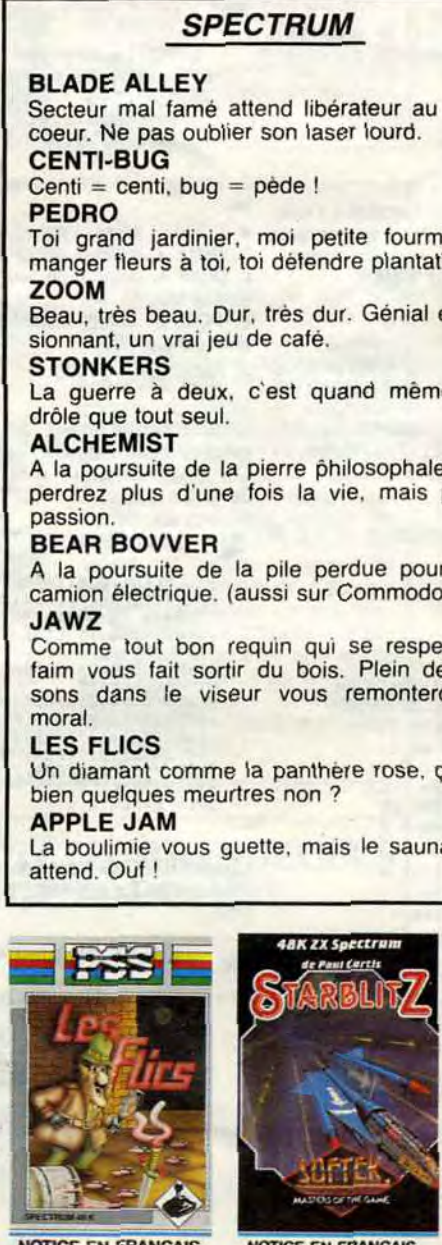 SPECTRUM
BLADE ALLEY
Secteur mal famé attend libérateur au
coeur. Ne pas oublier son laser lourd.
CENTI-BUG
Centi = centi, bug = pède !
PEDRO
Toi grand jardinier, moi petite fourm
manger fleurs à toi, toi défendre plantat
ZOOM
Beau, très beau. Dur, très dur. Génial e
sionnant, un vrai jeu de café.
STONKERS
La guerre à deux, c'est quand mêm
drôle que tout seul.
ALCHEMIST
A la poursuite de la pierre philosophale
perdrez plus d'une fois la vie, mais
passion.
BEAR BOVVER
A la poursuite de la pile perdue pour
camion électrique. (aussi sur Commodo
JAWZ
Comme tout bon requin qui se respe
faim vous fait sortir du bois. Plein de
sons dans le viseur vous remontero
moral.
LES FLICS
Un diamant comme la panthère rose, ç
bien quelques meurtres non ?
APPLE JAM
La boulimie vous guette, mais le sauna
attend. Ouf !
PSS
Les Flics
SPECTRUM 48 K
NOTICE EN FRANÇAIS
48K ZX Spectrum
de Paul Curtis
STARBLITZ
SOFTEK
MASTERS OF THE GAME
NOTICE EN FRANÇAIS